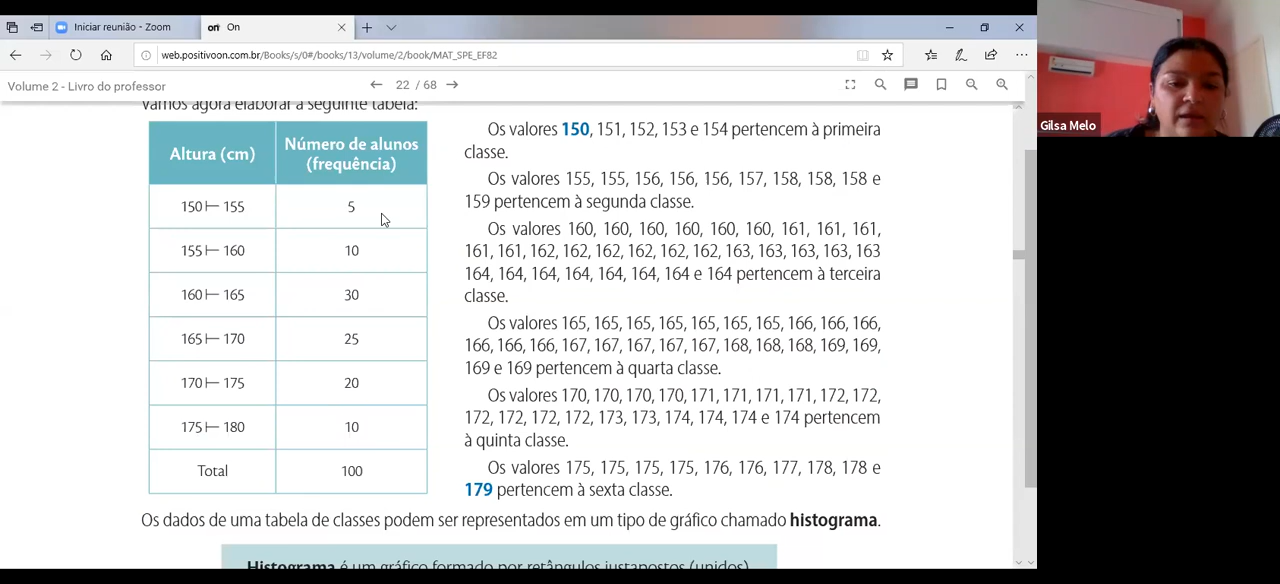 Iniciar reunião - Zoom
On
web.positivoon.com.br/Books/s/0#/books/13/volume/2/book/MAT_SPE_EF82
Volume 2 - Livro do professor
22 / 68
Gilsa Melo
Vamos agora elaborar a seguinte tabela:
Altura (cm)
Número de alunos
(frequência)
150 ⊢ 155
5
155 ⊢ 160
10
160 ⊢ 165
30
165 ⊢ 170
25
170 ⊢ 175
20
175 ⊢ 180
10
Total
100
Os valores 150, 151, 152, 153 e 154 pertencem à primeira
classe.
Os valores 155, 155, 156, 156, 156, 157, 158, 158, 158 e
159 pertencem à segunda classe.
Os valores 160, 160, 160, 160, 160, 160, 160, 161, 161, 161,
161, 161, 162, 162, 162, 162, 162, 162, 163, 163, 163, 163, 163
164, 164, 164, 164, 164, 164, 164 e 164 pertencem à terceira
classe.
Os valores 165, 165, 165, 165, 165, 165, 165, 166, 166, 166,
166, 166, 166, 167, 167, 167, 167, 167, 168, 168, 168, 169, 169,
169 e 169 pertencem à quarta classe.
Os valores 170, 170, 170, 170, 171, 171, 171, 171, 172, 172,
172, 172, 172, 172, 173, 173, 174, 174, 174 e 174 pertencem
à quinta classe.
Os valores 175, 175, 175, 175, 176, 176, 177, 178, 178 e
179 pertencem à sexta classe.
Os dados de uma tabela de classes podem ser representados em um tipo de gráfico chamado histograma.
Histograma é um gráfico formado por retângulos justapostos (unidos)